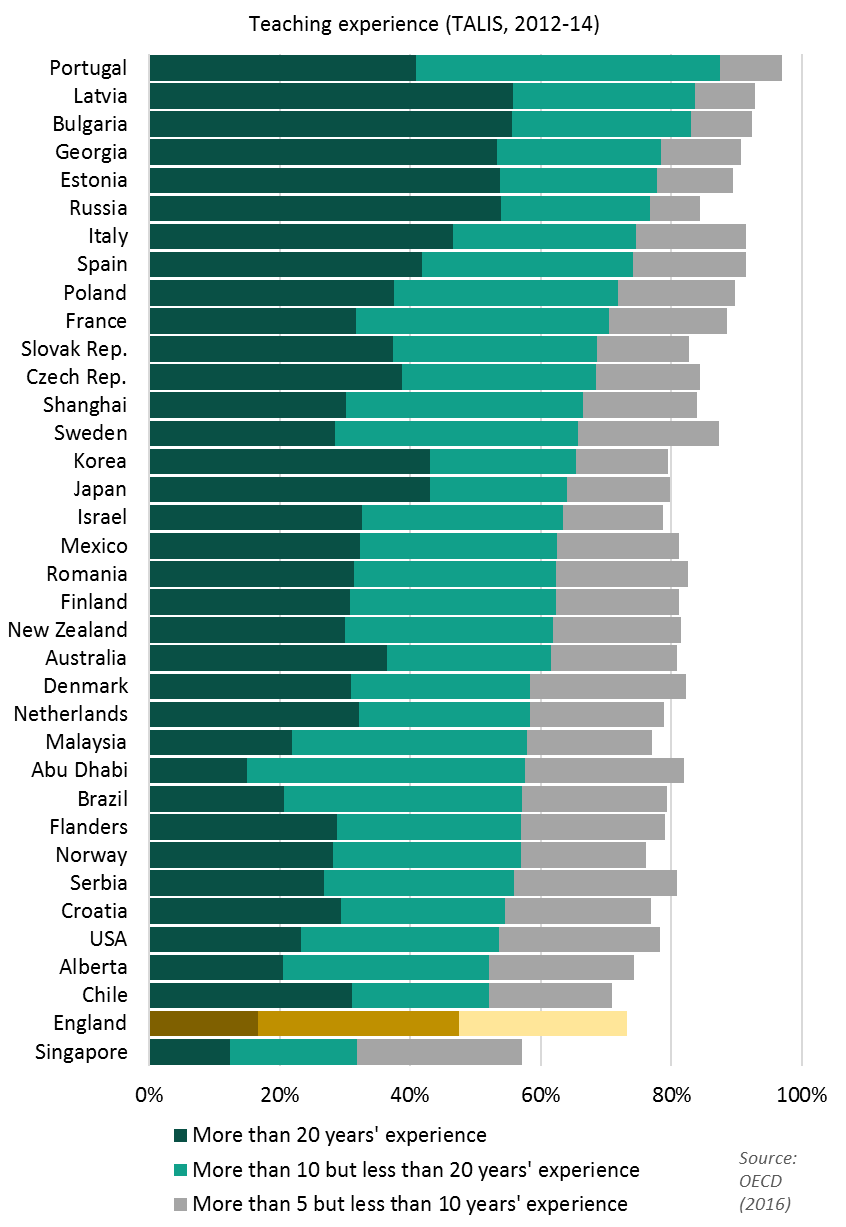 Teaching experience (TALIS, 2012-14)
Portugal
Latvia
Bulgaria
Georgia
Estonia
Russia
Italy
Spain
Poland
France
Slovak Rep.
Czech Rep.
Shanghai
Sweden
Korea
Japan
Israel
Mexico
Romania
Finland
New Zealand
Australia
Denmark
Netherlands
Malaysia
Abu Dhabi
Brazil
Flanders
Norway
Serbia
Croatia
USA
Alberta
Chile
England
Singapore
0% 20% 40% 60% 80% 100%
More than 20 years' experience
More than 10 but less than 20 years' experience
More than 5 but less than 10 years' experience
Source:
OECD
(2016)